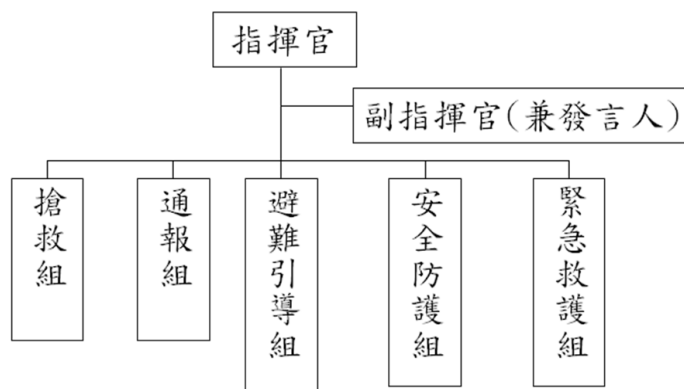 指揮官
副指揮官(兼發言人)
搶救組
通報組
避難引導組
安全防護組
緊急救護組